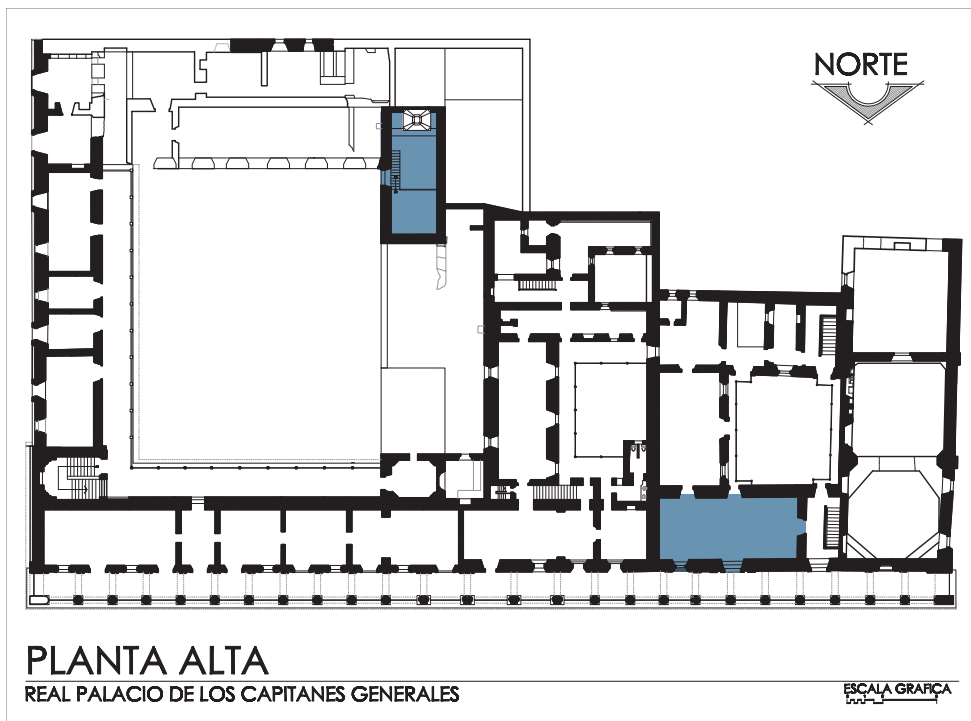 NORTE
PLANTA ALTA
REAL PALACIO DE LOS CAPITANES GENERALES
ESCALA GRAFICA